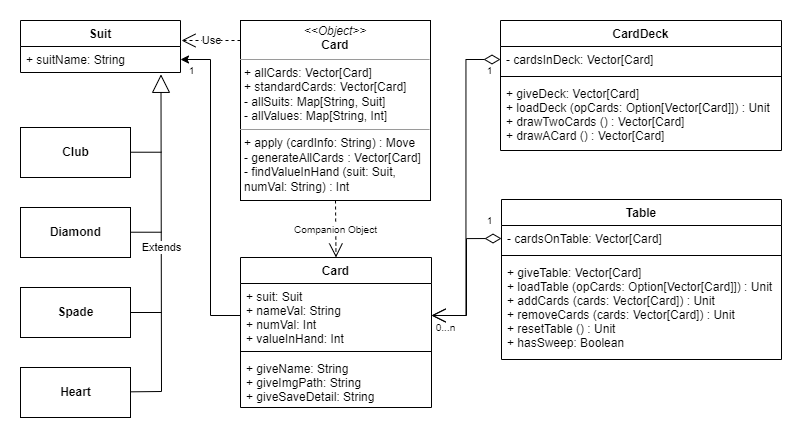 Suit
+ suitName: String
Use
1
Club
Diamond
Spade
Heart
Extends
<<Object>>
Card
+ allCards: Vector[Card]
+ standardCards: Vector[Card]
- allSuits: Map[String, Suit]
- allValues: Map[String, Int]
+ apply (cardInfo: String) : Move
- generateAllCards : Vector[Card]
- findValueInHand (suit: Suit,
numVal: String) : Int
Companion Object
Card
+ suit: Suit
+ nameVal: String
+ numVal: Int
+ valueInHand: Int
+ giveName: String
+ giveImgPath: String
+ giveSaveDetail: String
0...n
CardDeck
- cardsInDeck: Vector[Card]
1
+ giveDeck: Vector[Card]
+ loadDeck (opCards: Option[Vector[Card]]) : Unit
+ drawTwoCards () : Vector[Card]
+ drawACard () : Vector[Card]
Table
1
- cardsOnTable: Vector[Card]
+ giveTable: Vector[Card]
+ loadTable (opCards: Option[Vector[Card]]) : Unit
+ addCards (cards: Vector[Card]) : Unit
+ removeCards (cards: Vector[Card]) : Unit
+ resetTable () : Unit
+ hasSweep: Boolean